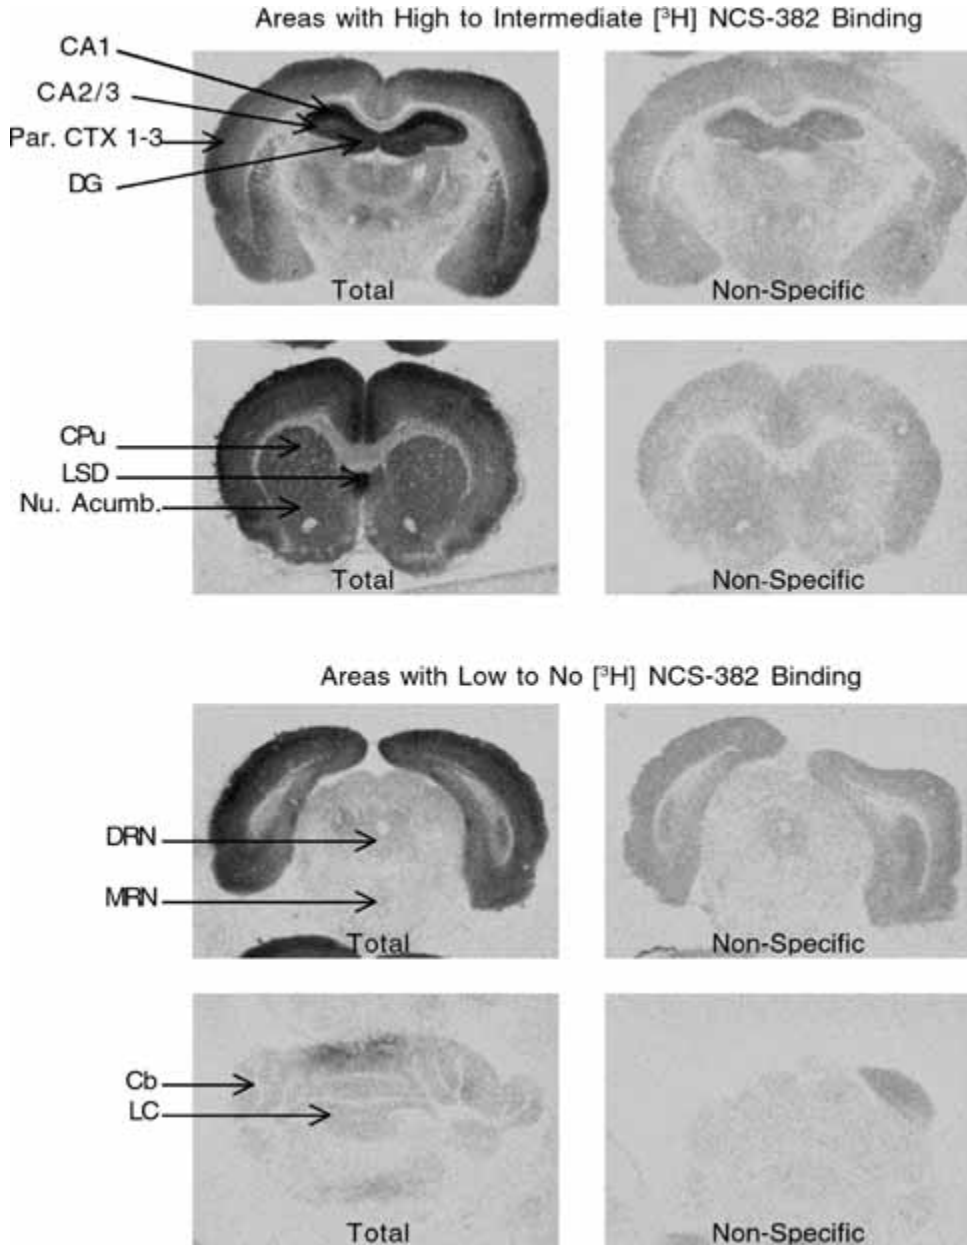 Areas with High to Intermediate [³H] NCS-382 Binding
CA1
CA2/3
Par. CTX 1-3
DG
Total
Non-Specific
CPu
LSD
Nu. Acumb.
Total
Non-Specific
Areas with Low to No [³H] NCS-382 Binding
DRN
MRN
Total
Non-Specific
Cb
LC
Total
Non-Specific